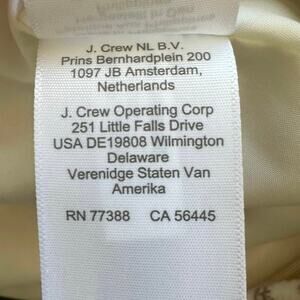 J. Crew NL B.V.
Prins Bernhardplein 200
1097 JB Amsterdam,
Netherlands
J. Crew Operating Corp
251 Little Falls Drive
USA DE19808 Wilmington
Delaware
Verenidge Staten Van
Amerika
RN 77388 CA 56445